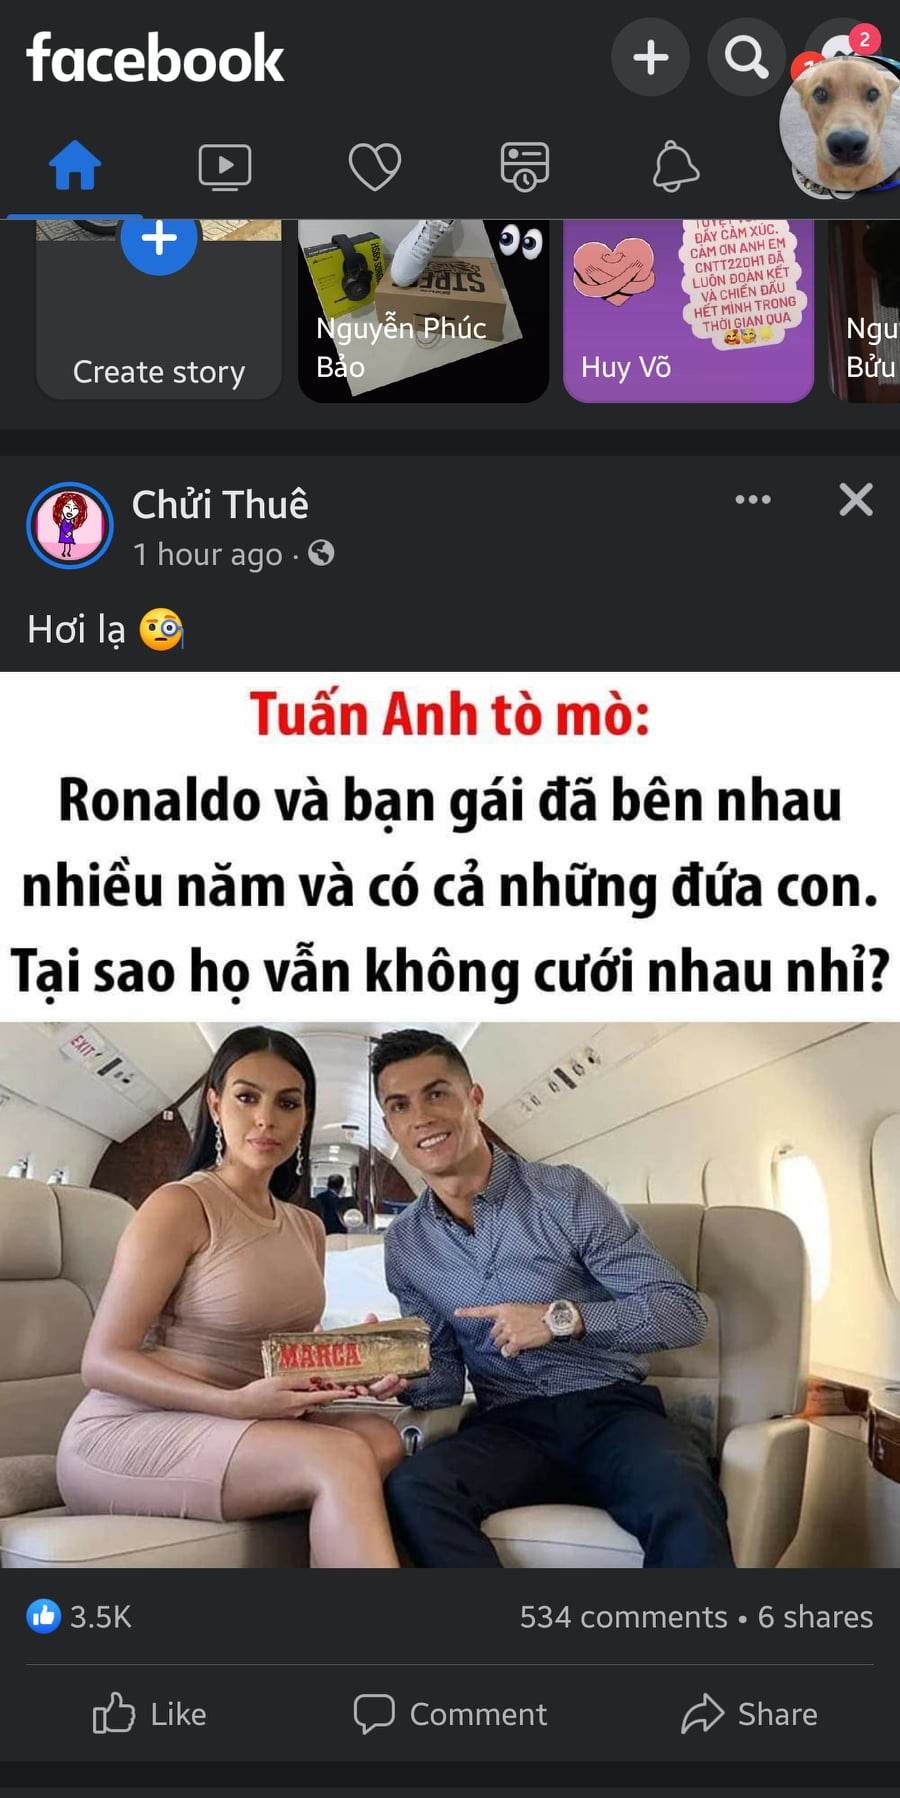 facebook
2
Create story
Nguyễn Phúc
Bảo
TUYỆT
ĐẦY CẢM XÚC.
CẢM ƠN ANH EM
CNTT22DH1 ĐÃ
LUÔN ĐOÀN KẾT
VÀ CHIẾN ĐẤU
HẾT MÌNH TRONG
THỜI GIAN QUA
Huy Võ
Ngu
Bửu
Chửi Thuê
1 hour ago ·
Hơi lạ 🧐
Tuấn Anh tò mò:
Ronaldo và bạn gái đã bên nhau
nhiều năm và có cả những đứa con.
Tại sao họ vẫn không cưới nhau nhỉ?
EXIT
MARCA
3.5K
534 comments • 6 shares
Like
Comment
Share